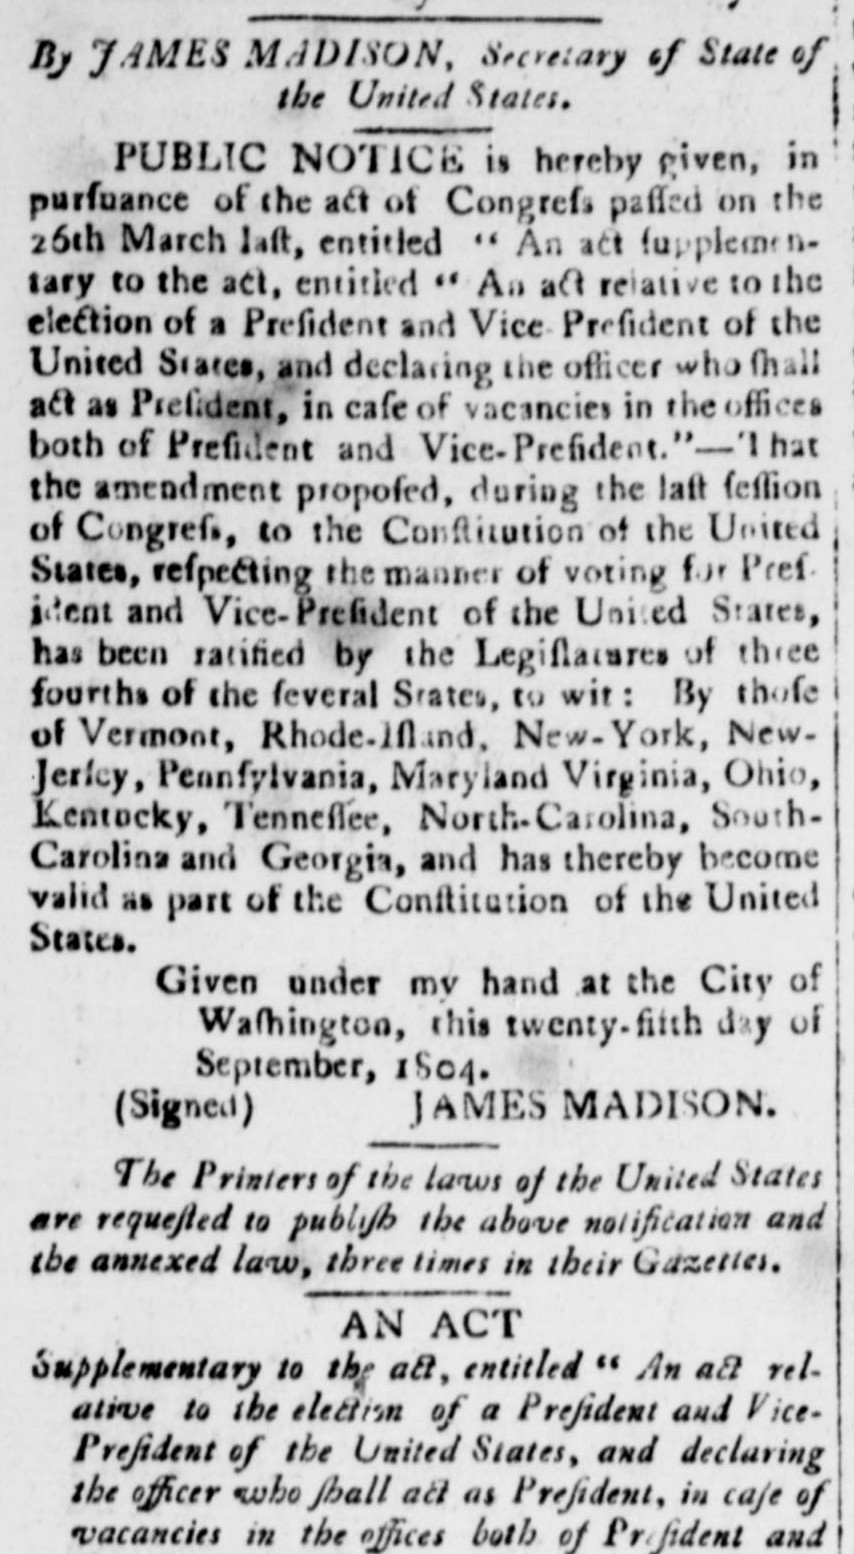 By JAMES MADISON, Secretary of State of
the United States.
PUBLIC NOTICE is hereby given, in
purſuance of the act of Congreſs paſſed on the
26th March laſt, entitled " An act ſupplemen-
tary to the act, entitled " An act relative to the
election of a Preſident and Vice Preſident of the
United States, and declaring the officer who ſhall
act as Preſident, in caſe of vacancies in the offices
both of Preſident and Vice-Preſident."—That
the amendment propoſed, during the laſt ſeſſion
of Congreſs, to the Conſtitution of the United
States, reſpecting the manner of voting for Preſ-
ident and Vice-Preſident of the United States,
has been ratified by the Legiſlatures of three
fourths of the ſeveral States, to wit : By thoſe
of Vermont, Rhode-Iſland, New-York, New-
Jerſey, Pennſylvania, Maryland Virginia, Ohio,
Kentucky, Tenneſſee, North-Carolina, South-
Carolina and Georgia, and has thereby become
valid as part of the Conſtitution of the United
States.
Given under my hand at the City of
Waſhington, this twenty-fifth day of
September, 1804.
(Signed) JAMES MADISON.
The Printers of the laws of the United States
are requeſted to publiſh the above notification and
the annexed law, three times in their Gazettes.
AN ACT
Supplementary to the act, entitled " An act rel-
ative to the election of a Preſident and Vice-
Preſident of the United States, and declaring
the officer who ſhall act as Preſident, in caſe of
vacancies in the offices both of Preſident and